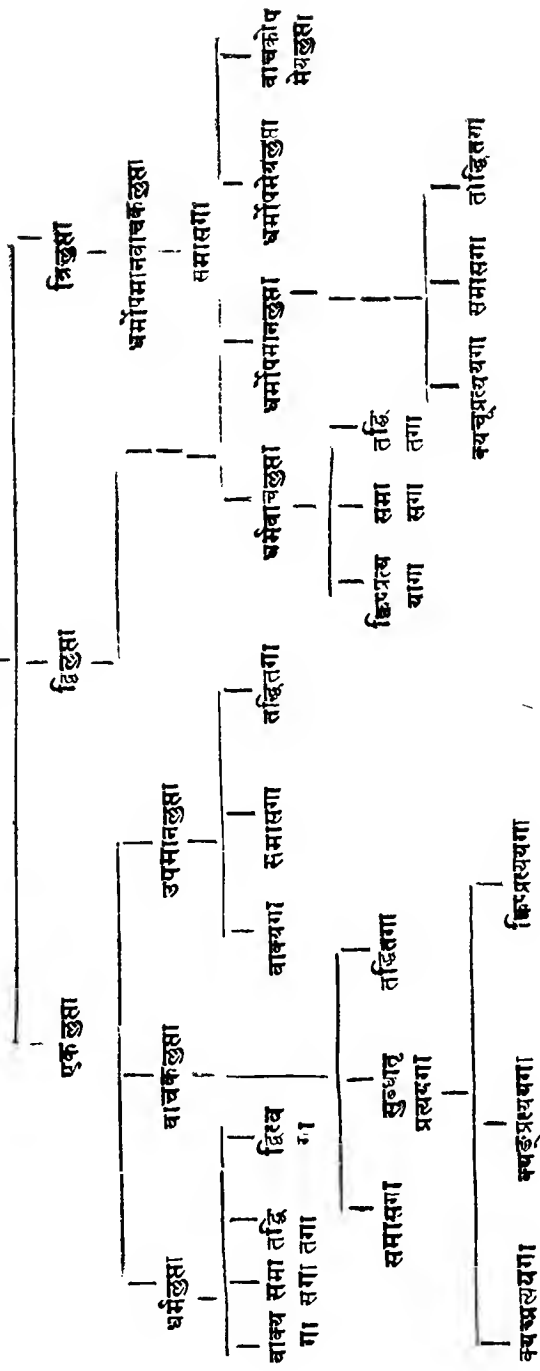 एकलुप्ता द्विलुप्ता त्रिलुप्ता
धर्मलुप्ता वाचकलुप्ता उपमानलुप्ता
धर्मोपमानवाचकलुप्ता
समासगा
वाक्य समा तद्धि द्वित्व
गा सगा तगा गा
वाक्यगा समासगा तद्धितगा
धर्मवाचलुप्ता धर्मोपमानलुप्ता धर्मोपमेयलुप्ता वाचकोप
मेयलुप्ता
समासगा सुब्धातु तद्धितगा
प्रत्ययगा
क्विप्प्रत्य समा तद्धि
यागा सगा तगा
क्यच्प्रत्ययगा समासगा तोद्धितगा
क्यच्प्रत्ययगा क्यङ्प्रत्ययगा क्विप्प्रत्ययगा